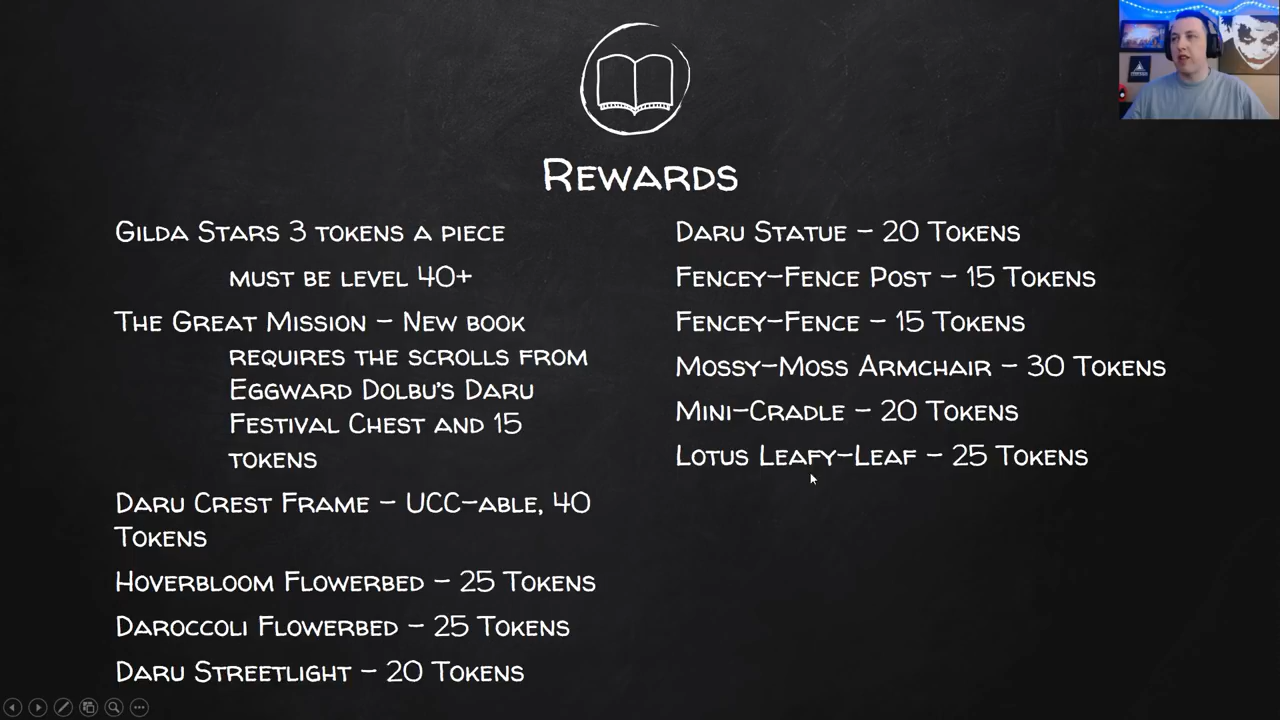 Rewards
Gilda Stars 3 tokens a piece
must be level 40+
The Great Mission – New book
requires the scrolls from
Eggward Dolbu's Daru
Festival Chest and 15
tokens
Daru Crest Frame – UCC-able, 40
Tokens
Hoverbloom Flowerbed – 25 Tokens
Daroccoli Flowerbed – 25 Tokens
Daru Streetlight – 20 Tokens
Daru Statue – 20 Tokens
Fencey-Fence Post – 15 Tokens
Fencey-Fence – 15 Tokens
Mossy-Moss Armchair – 30 Tokens
Mini-Cradle – 20 Tokens
Lotus Leafy-Leaf – 25 Tokens